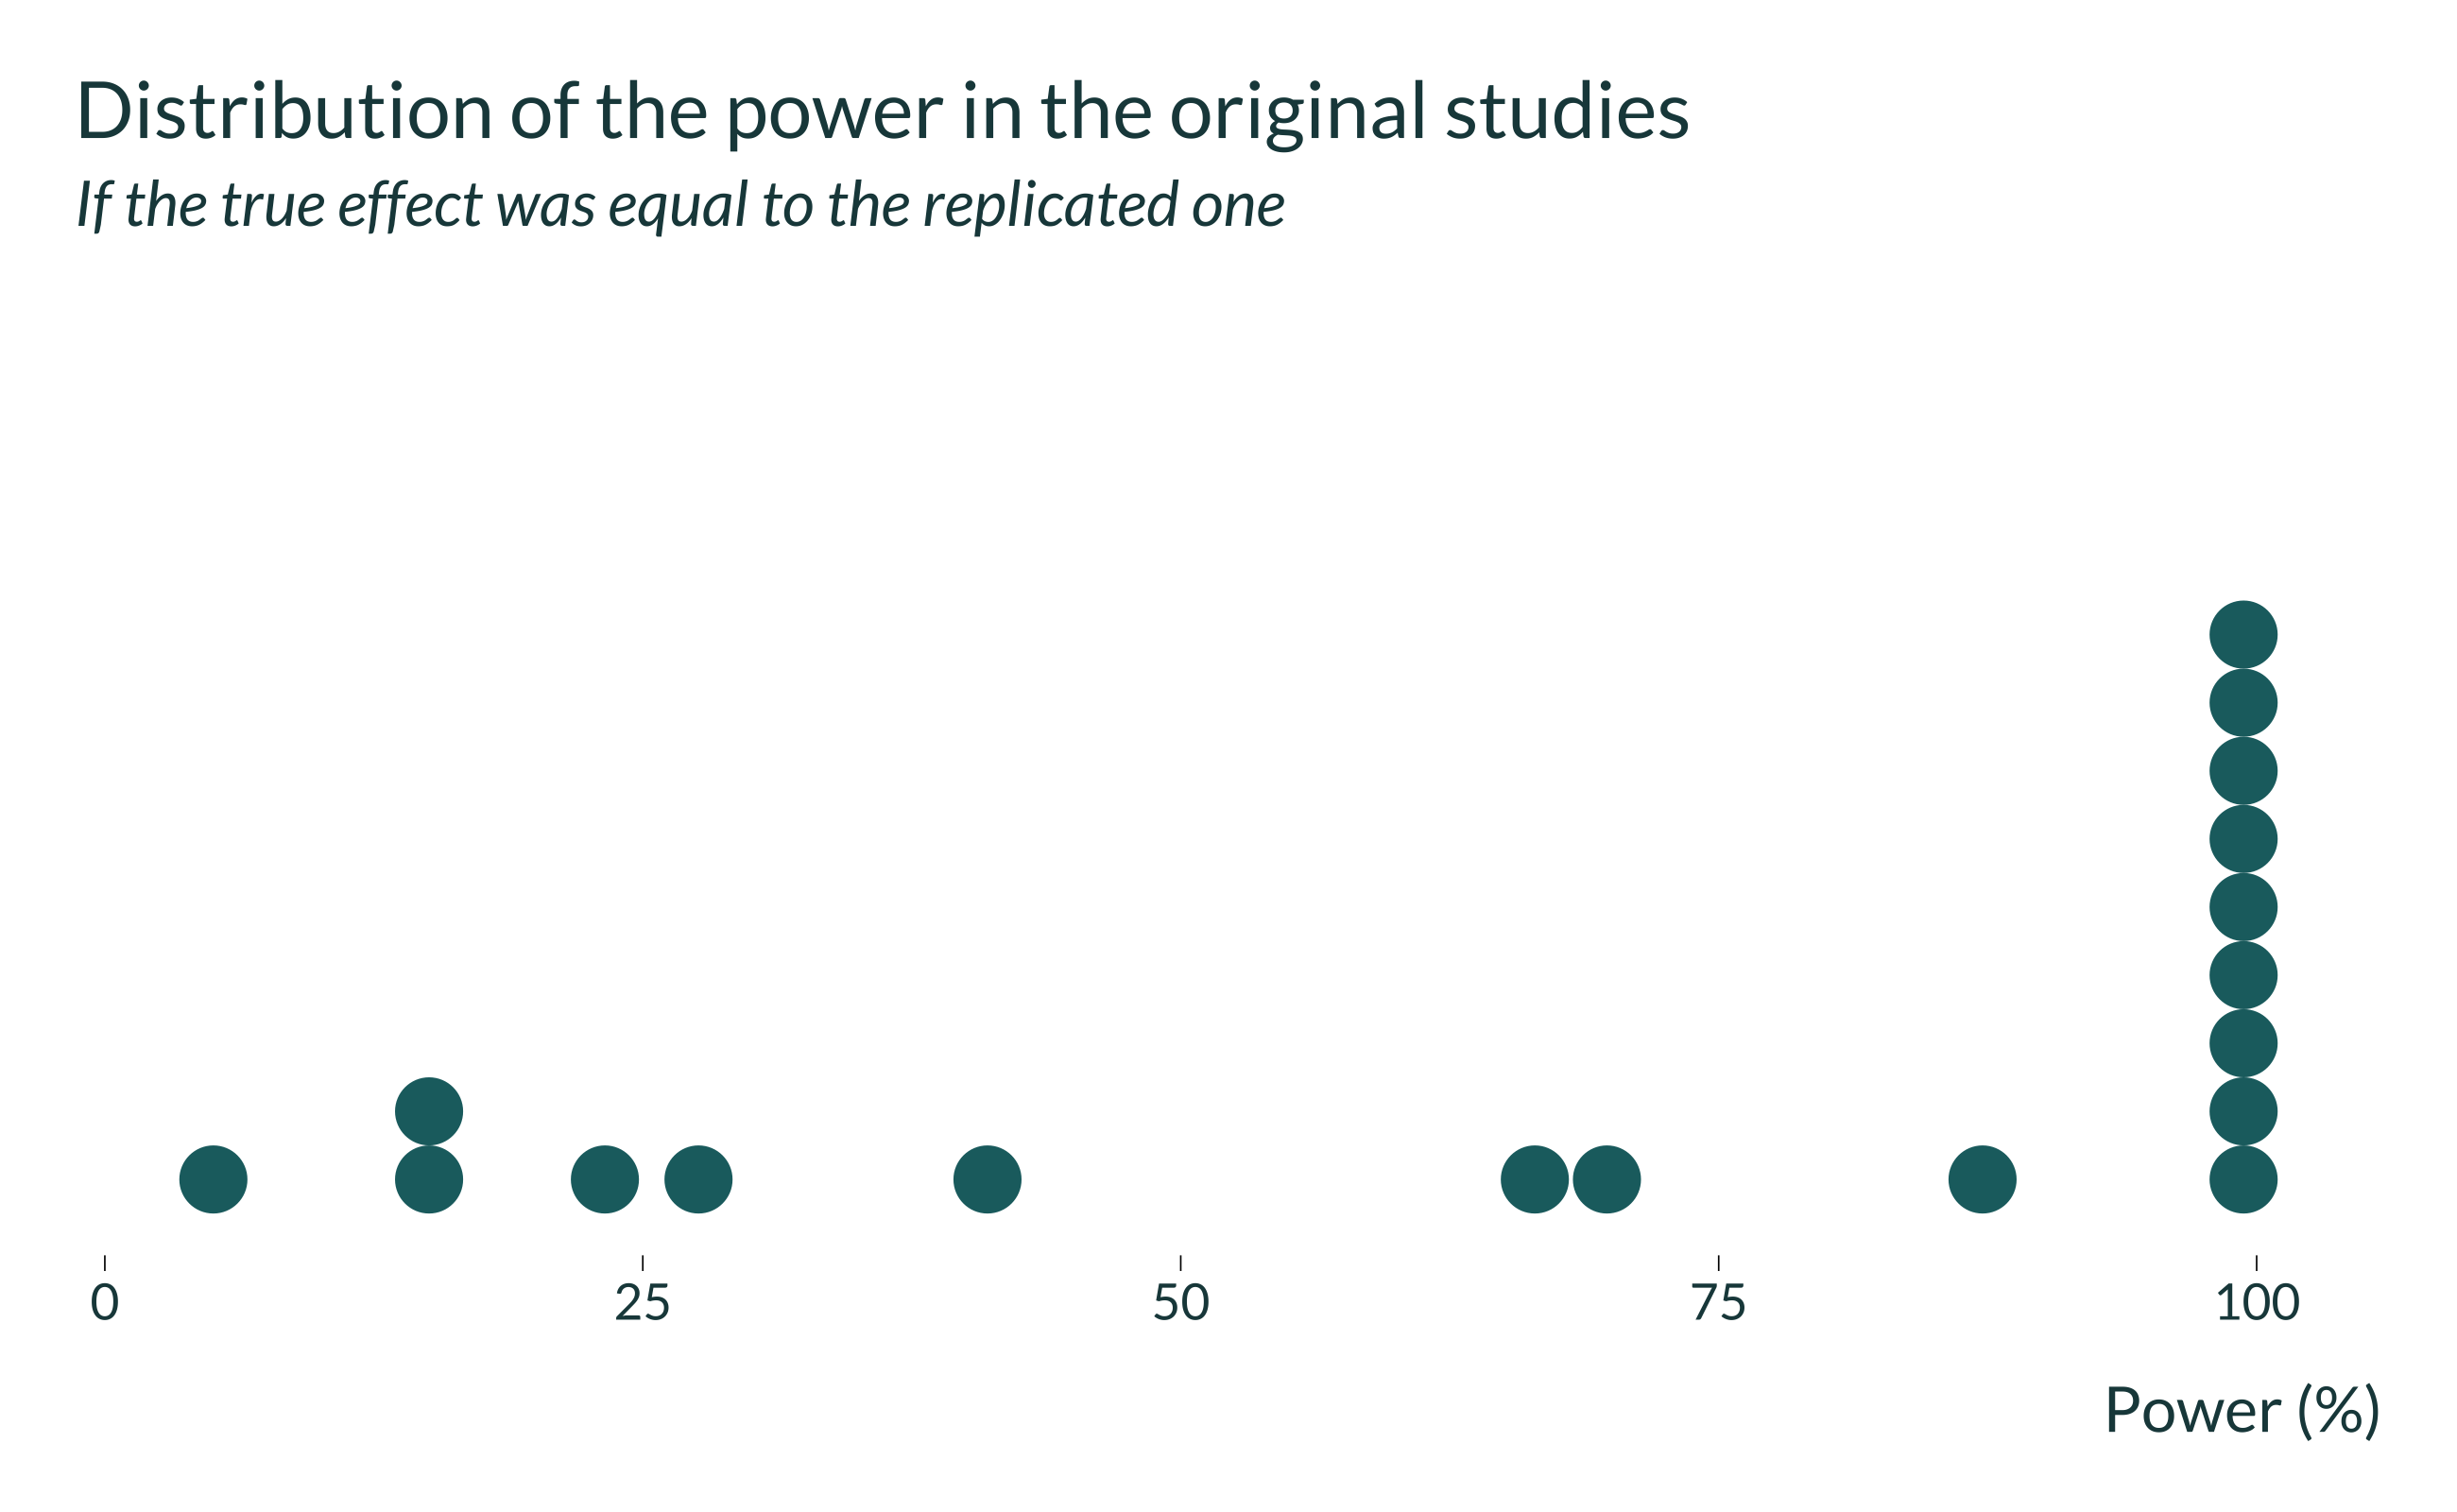 Distribution of the power in the original studies
If the true effect was equal to the replicated one
0 25 50 75 100
Power (%)